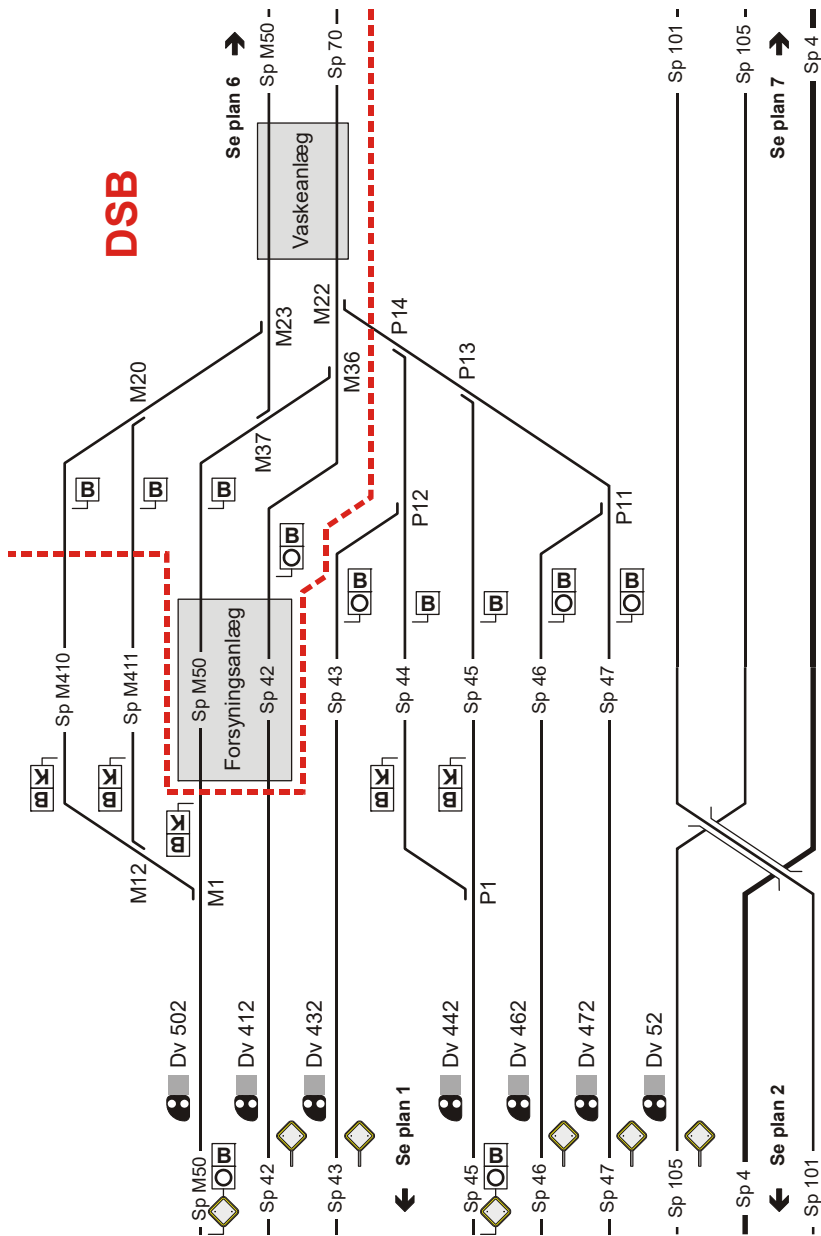 DSB
Sp M410
B
K
B
M20
Sp M411
B
K
B
M12
M1
Dv 502
Sp M50
B
K
Sp M50
B
M37
M23
Se plan 6
Sp M50
O B
Dv 412
Sp 42
Forsyningsanlæg
Sp 42
O B
M36
M22
Vaskeanlæg
Sp 70
Dv 432
Sp 43
Sp 43
O B
P12
P14
Se plan 1
B
K
Sp 44
B
Dv 442
Sp 45
O B
P1
B
K
Sp 45
B
P13
Dv 462
Sp 46
Sp 46
O B
P11
Dv 472
Sp 47
Sp 47
O B
Dv 52
Sp 105
Sp 101
Sp 4
Sp 105
Se plan 2
Se plan 7
Sp 101
Sp 4